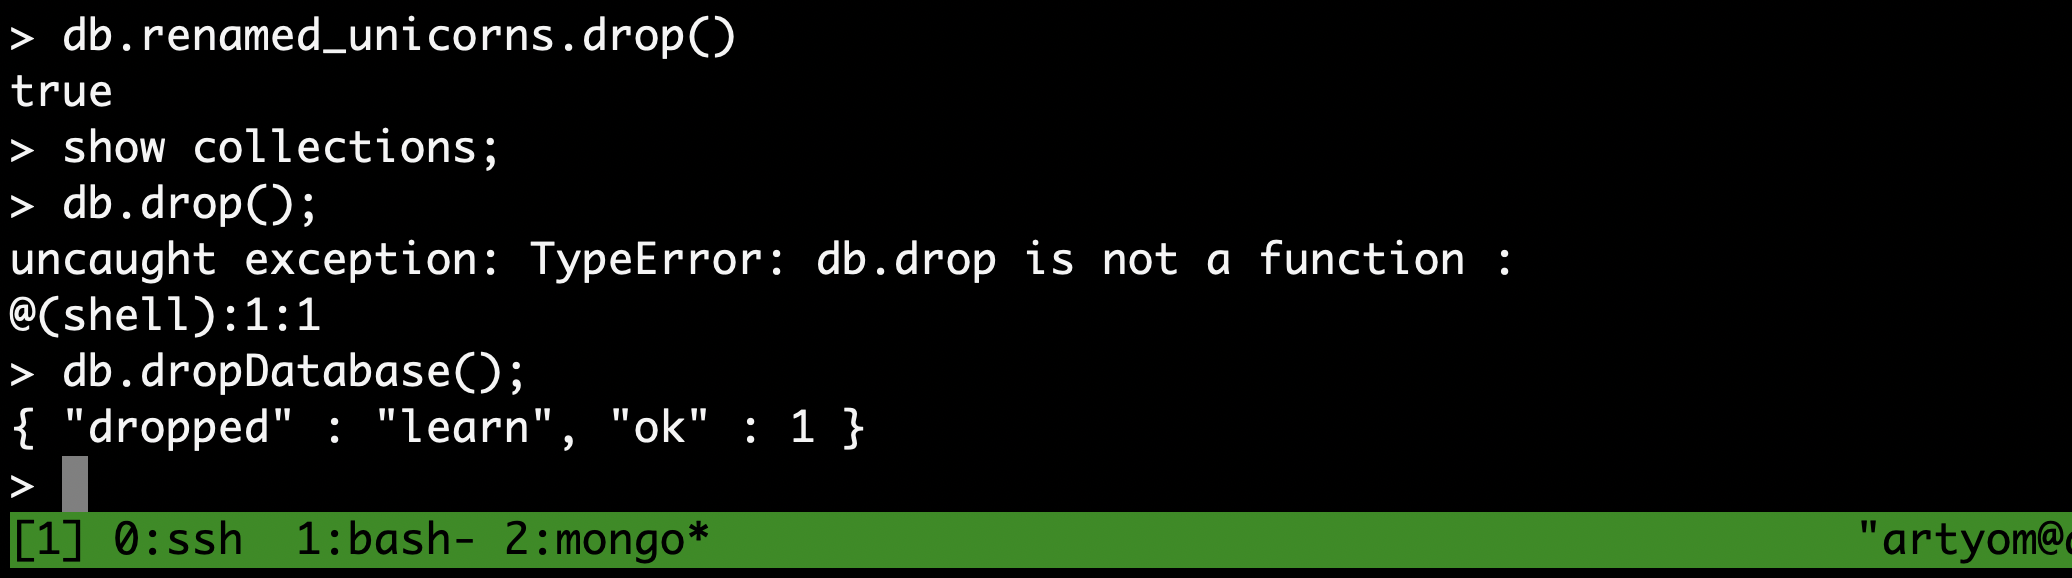 > db.renamed_unicorns.drop()
true
> show collections;
> db.drop();
uncaught exception: TypeError: db.drop is not a function :
@(shell):1:1
> db.dropDatabase();
{ "dropped" : "learn", "ok" : 1 }
>
[1] 0:ssh  1:bash- 2:mongo* "artyom@